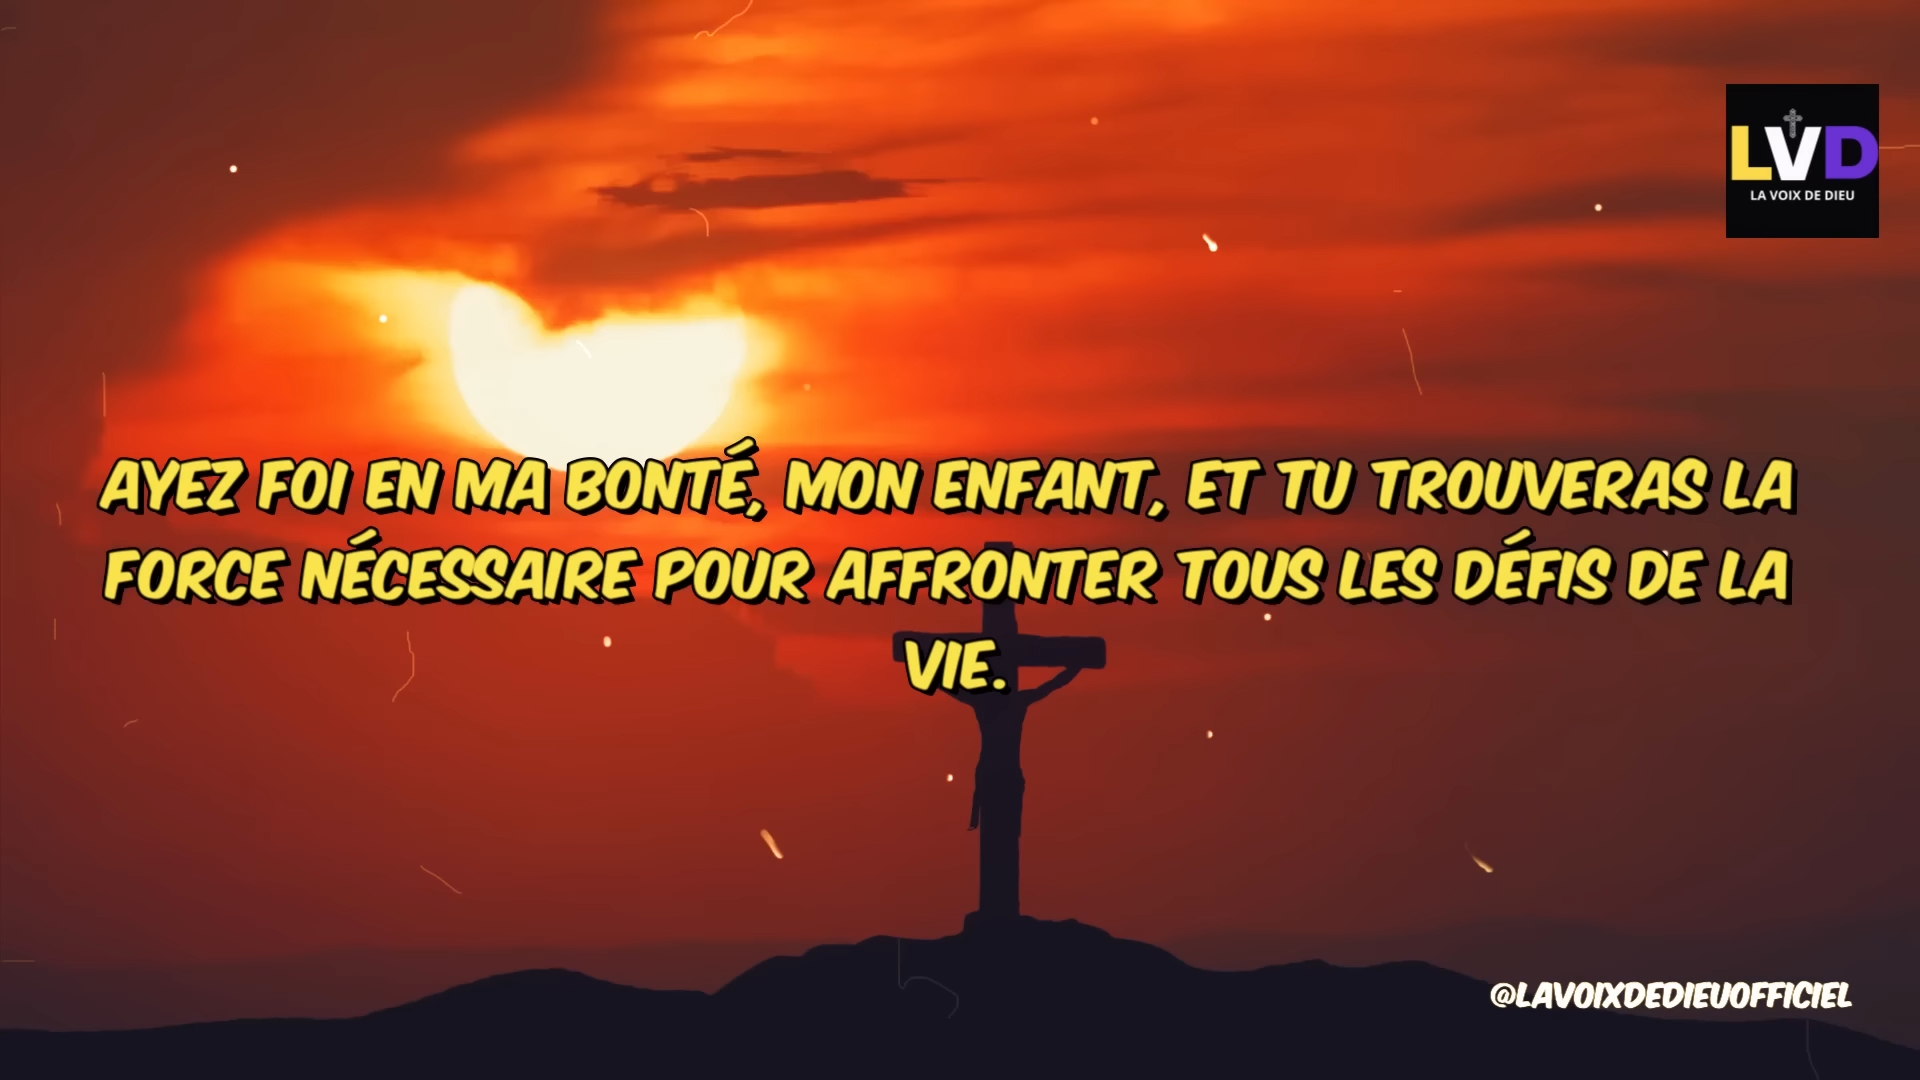 LVD
LA VOIX DE DIEU
AYEZ FOI EN MA BONTÉ, MON ENFANT, ET TU TROUVERAS LA
FORCE NÉCESSAIRE POUR AFFRONTER TOUS LES DÉFIS DE LA
VIE.
@LAVOIXDEDIEUOFFICIEL